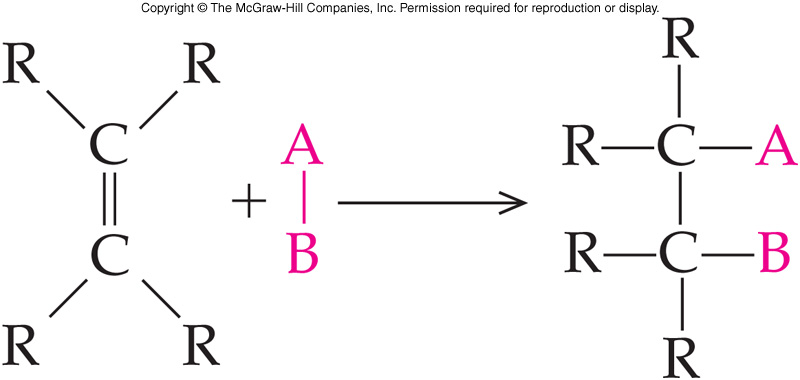 Copyright © The McGraw-Hill Companies, Inc. Permission required for reproduction or display.
R R
C
C
R R
+
A
B
R
R C A
R C B
R